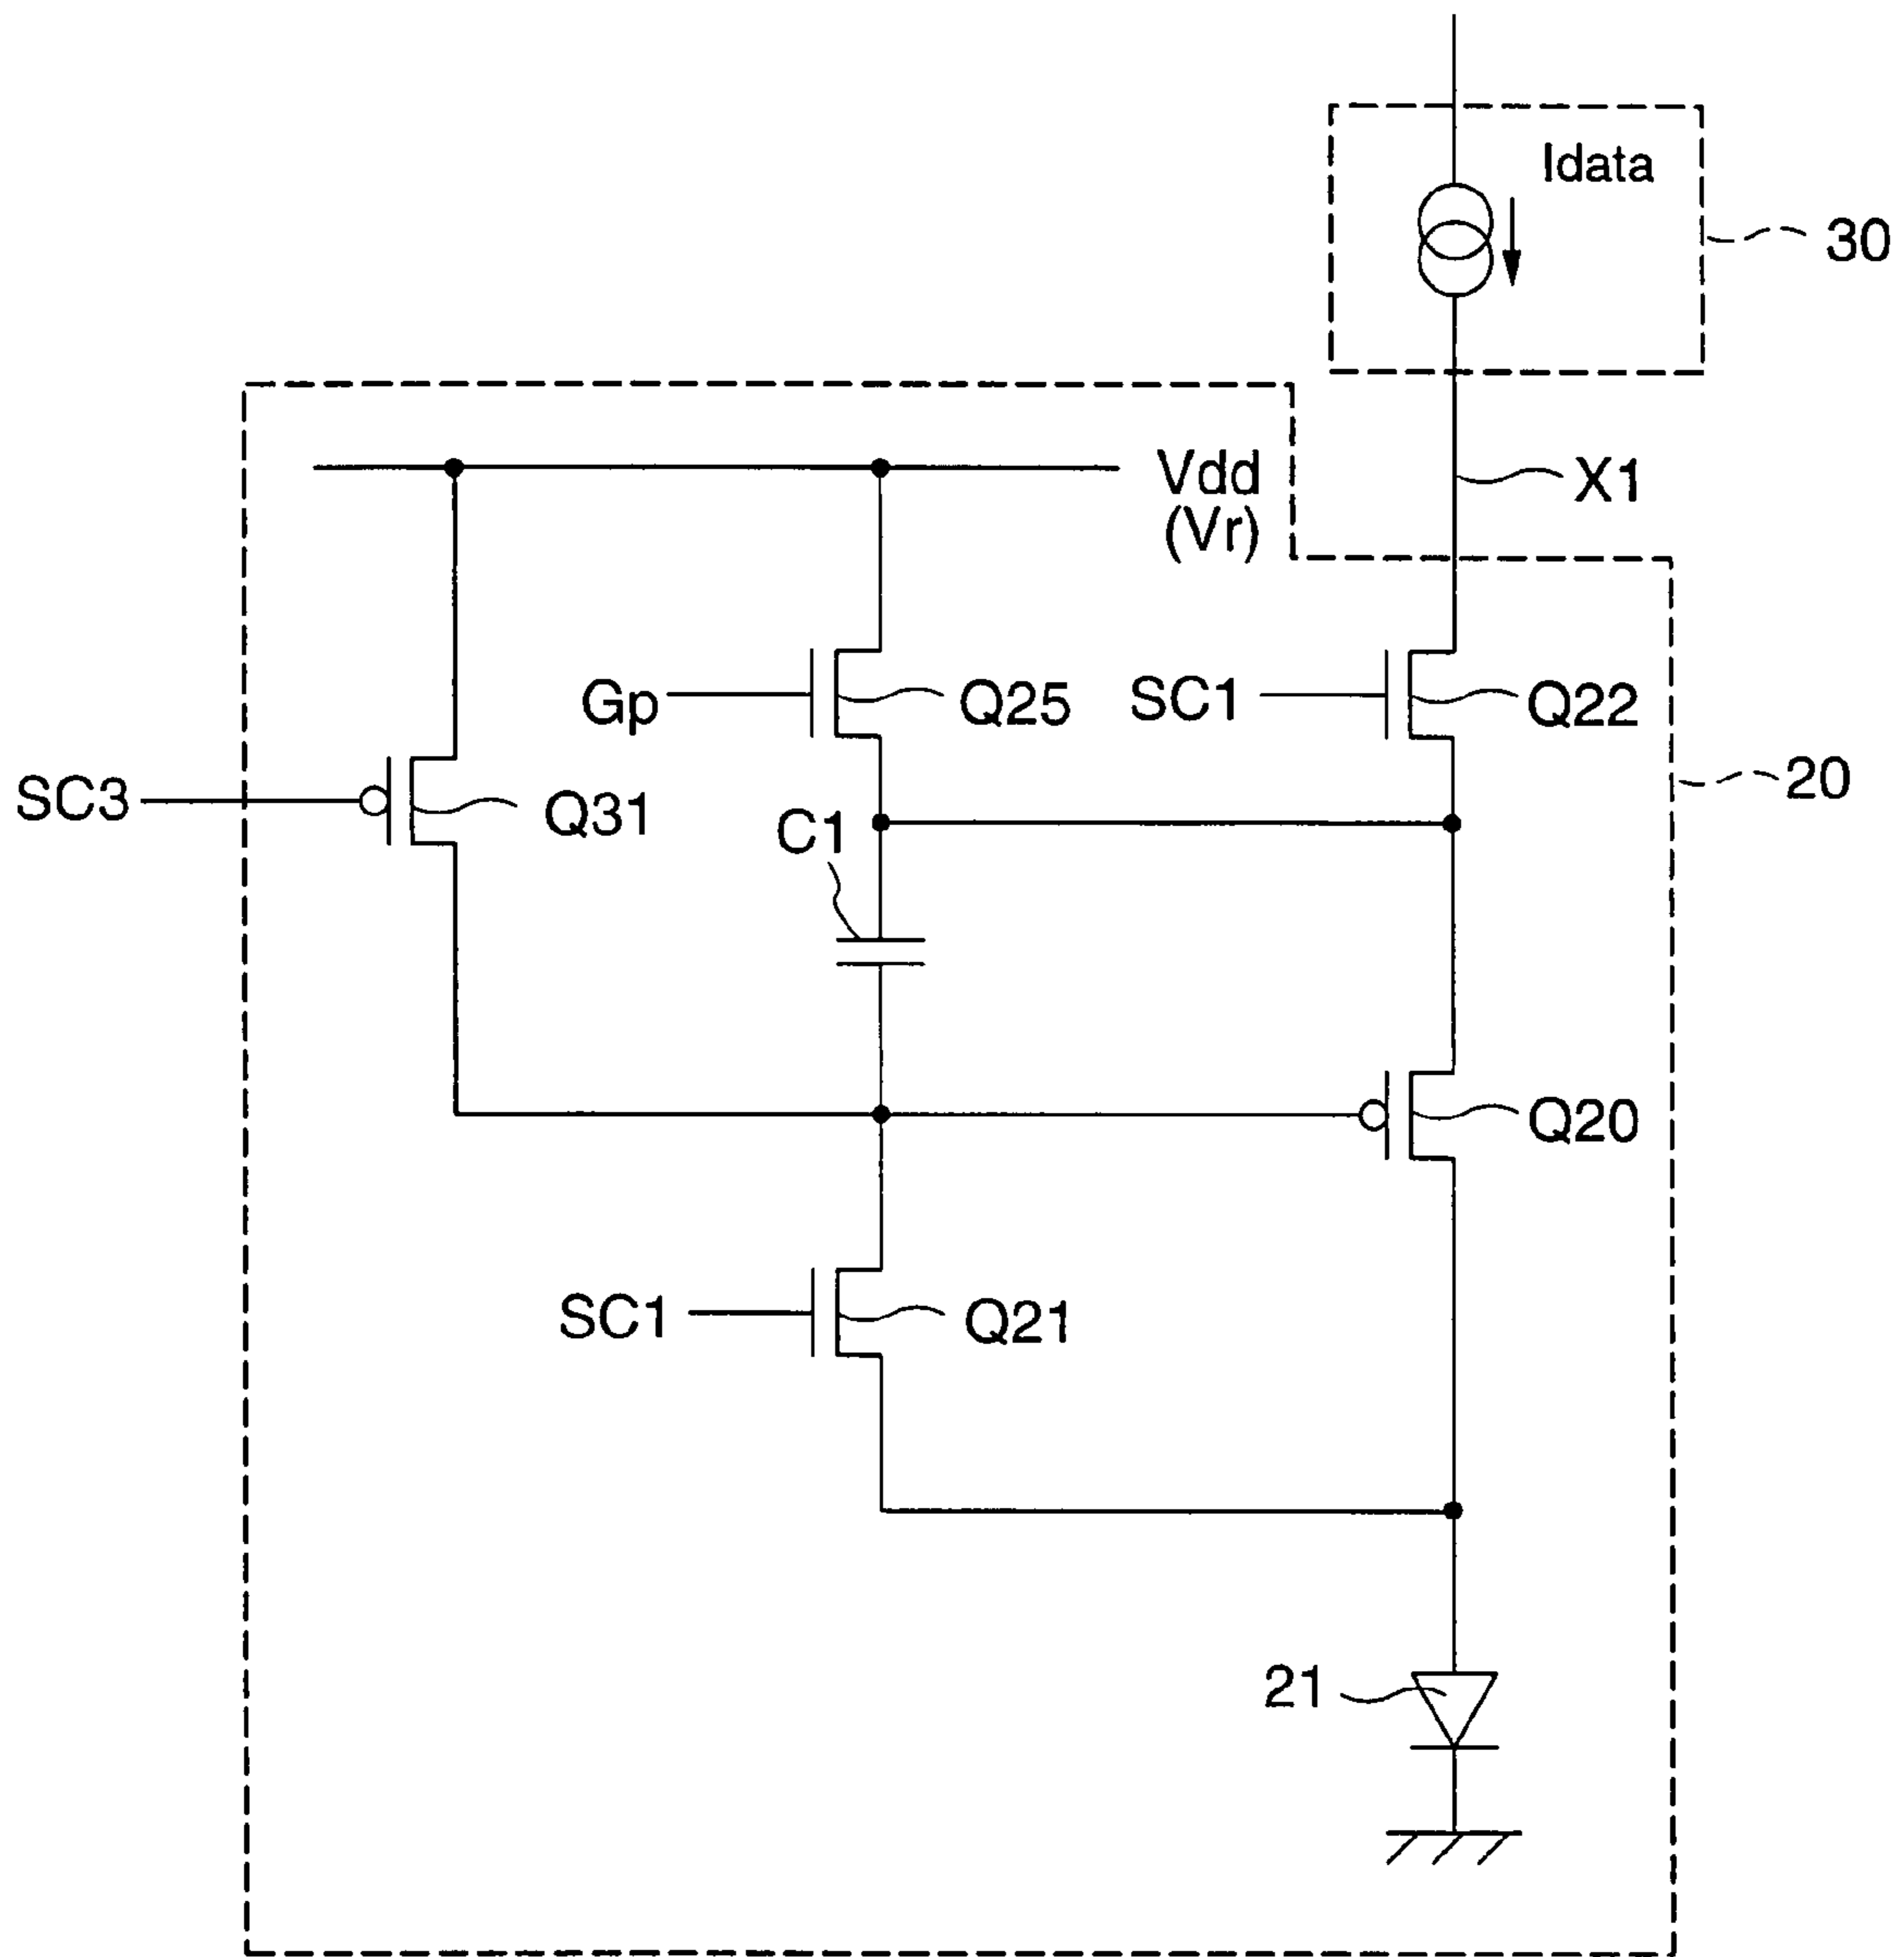 Idata
30
Vdd
(Vr)
X1
Gp
Q25
SC1
Q22
20
SC3
Q31
C1
Q20
SC1
Q21
21